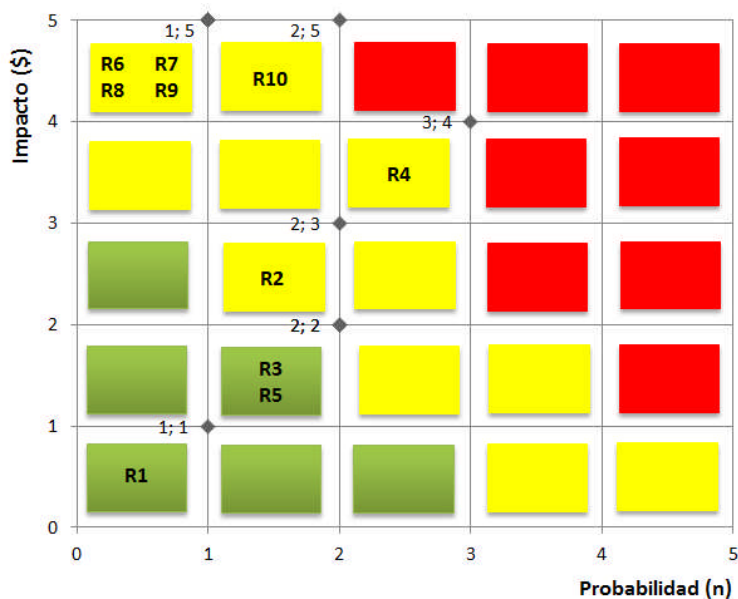 Impacto ($)
5
1; 5
2; 5
R6 R7
R8 R9
R10
4
3; 4
R4
3
2; 3
R2
2
2; 2
R3
R5
1
1; 1
R1
0
0 1 2 3 4 5
Probabilidad (n)